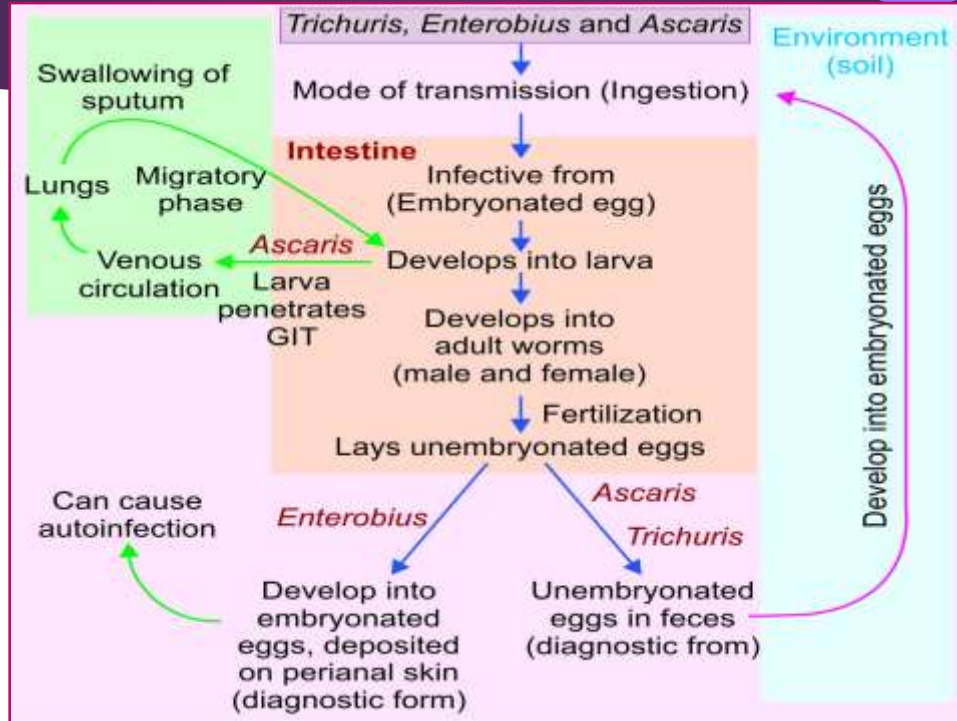 Trichuris, Enterobius and Ascaris
Environment
(soil)
Mode of transmission (Ingestion)
Swallowing of
sputum
Lungs
Migratory
phase
Venous
circulation
Ascaris
Larva
penetrates
GIT
Intestine
Infective from
(Embryonated egg)
Develops into larva
Develops into
adult worms
(male and female)
Fertilization
Lays unembryonated eggs
Enterobius
Ascaris
Trichuris
Can cause
autoinfection
Develop into
embryonated
eggs, deposited
on perianal skin
(diagnostic form)
Unembryonated
eggs in feces
(diagnostic from)
Develop into embryonated eggs